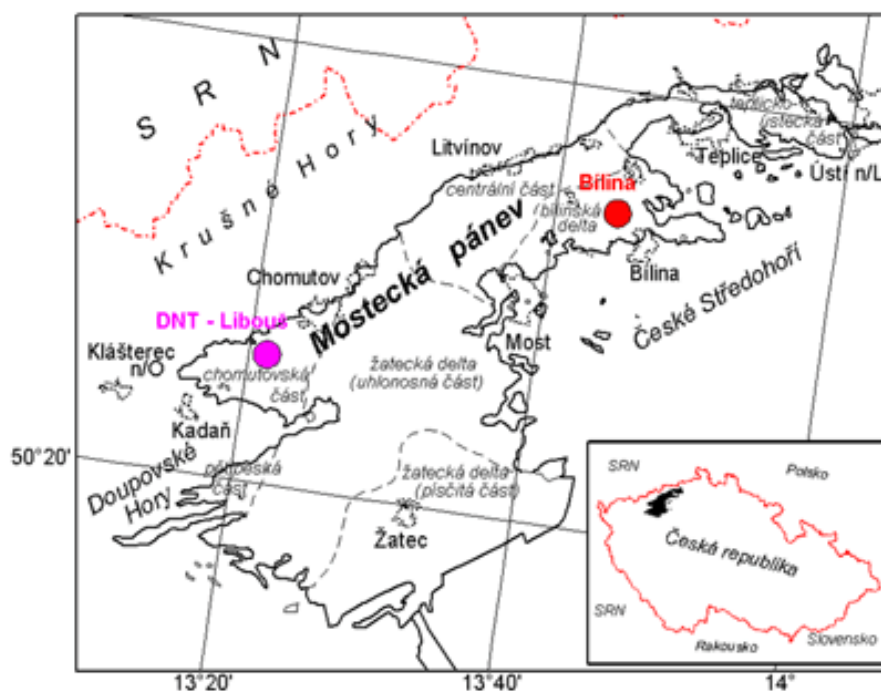 S R N
Krušné Hory
Litvínov
teplicko-
ústecká
část
Teplice
Ústí n/L
centrální část
Bílina
bílinská
delta
Bílina
Mostecká pánev
České Středohoří
Chomutov
DNT - Libouš
Most
Klášterec
n/O
chomutovská
část
žatecká delta
(uhlonosná část)
Kadaň
50°20'
Doupovské
Hory
pětipeská
část
žatecká delta
(písčitá část)
Žatec
SRN
Polsko
Česká republika
SRN
Rakousko
Slovensko
13°20'
13°40'
14°